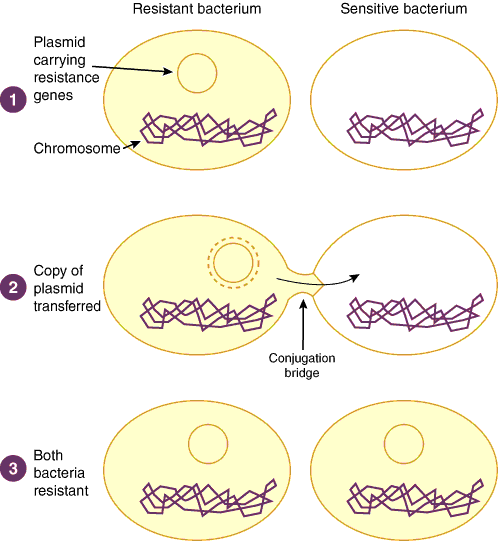 Resistant bacterium
Sensitive bacterium
Plasmid
carrying
resistance
genes
1
Chromosome
2
Copy of
plasmid
transferred
Conjugation
bridge
3
Both
bacteria
resistant